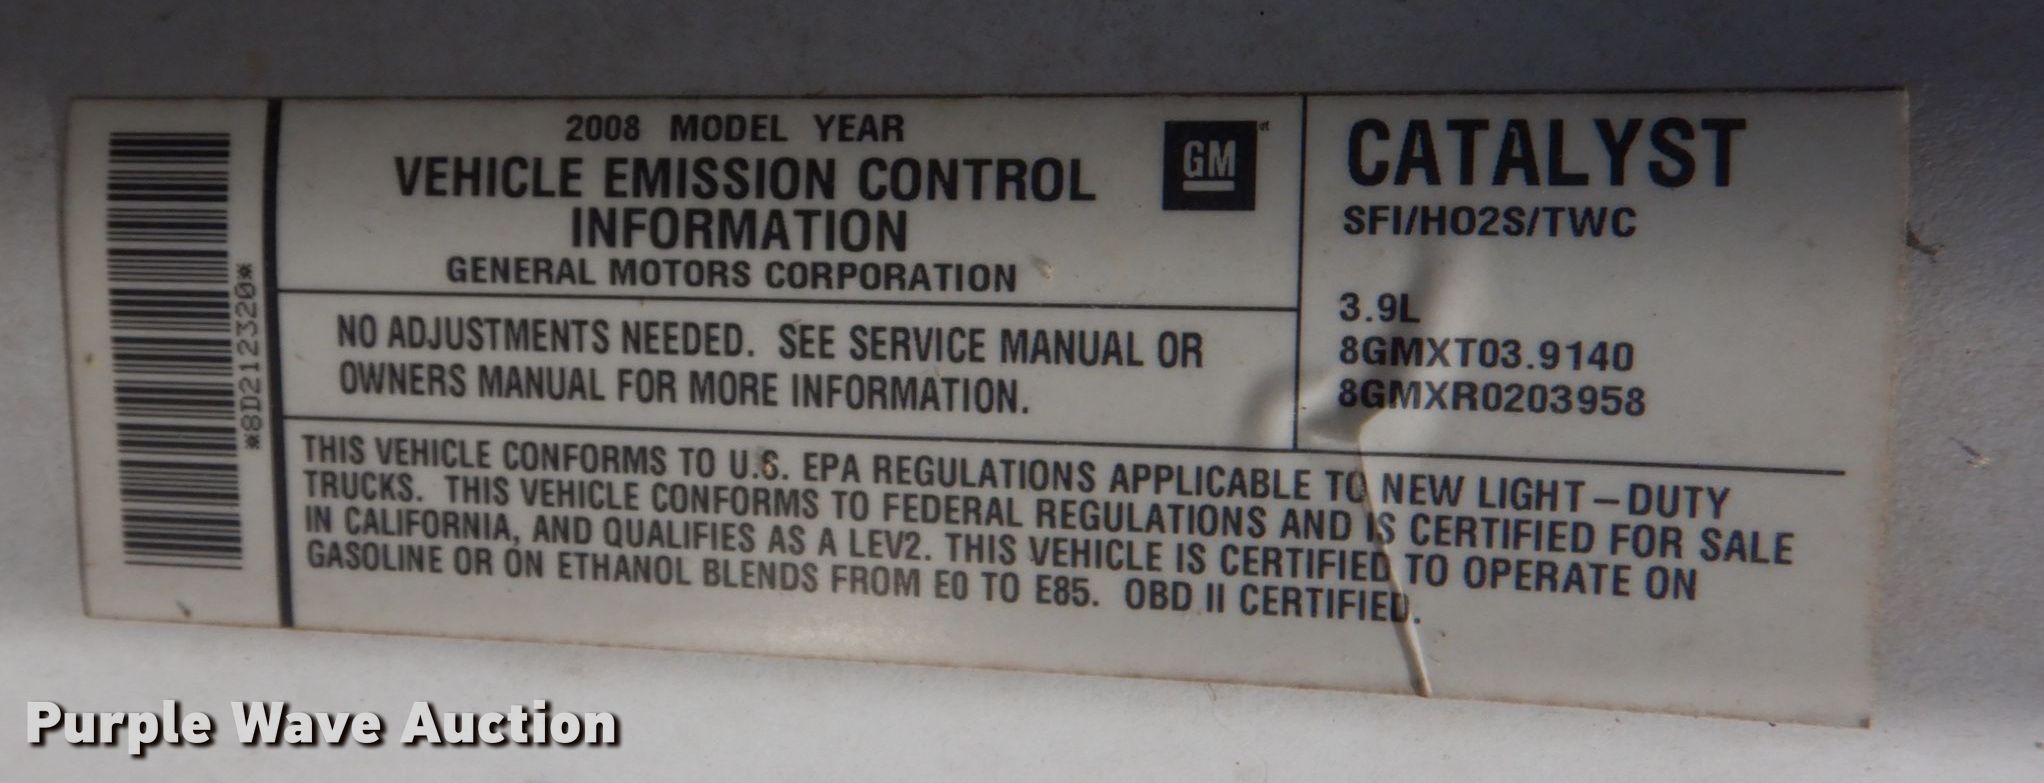 *8D2112320*
2008 MODEL YEAR
VEHICLE EMISSION CONTROL
INFORMATION
GENERAL MOTORS CORPORATION
GM
NO ADJUSTMENTS NEEDED. SEE SERVICE MANUAL OR
OWNERS MANUAL FOR MORE INFORMATION.
CATALYST
SFI/HO2S/TWC
3.9L
8GMXT03.9140
8GMXR0203958
THIS VEHICLE CONFORMS TO U.S. EPA REGULATIONS APPLICABLE TO NEW LIGHT-DUTY
TRUCKS. THIS VEHICLE CONFORMS TO FEDERAL REGULATIONS AND IS CERTIFIED FOR SALE
IN CALIFORNIA, AND QUALIFIES AS A LEV2. THIS VEHICLE IS CERTIFIED TO OPERATE ON
GASOLINE OR ON ETHANOL BLENDS FROM E0 TO E85. OBD II CERTIFIED.
Purple Wave Auction